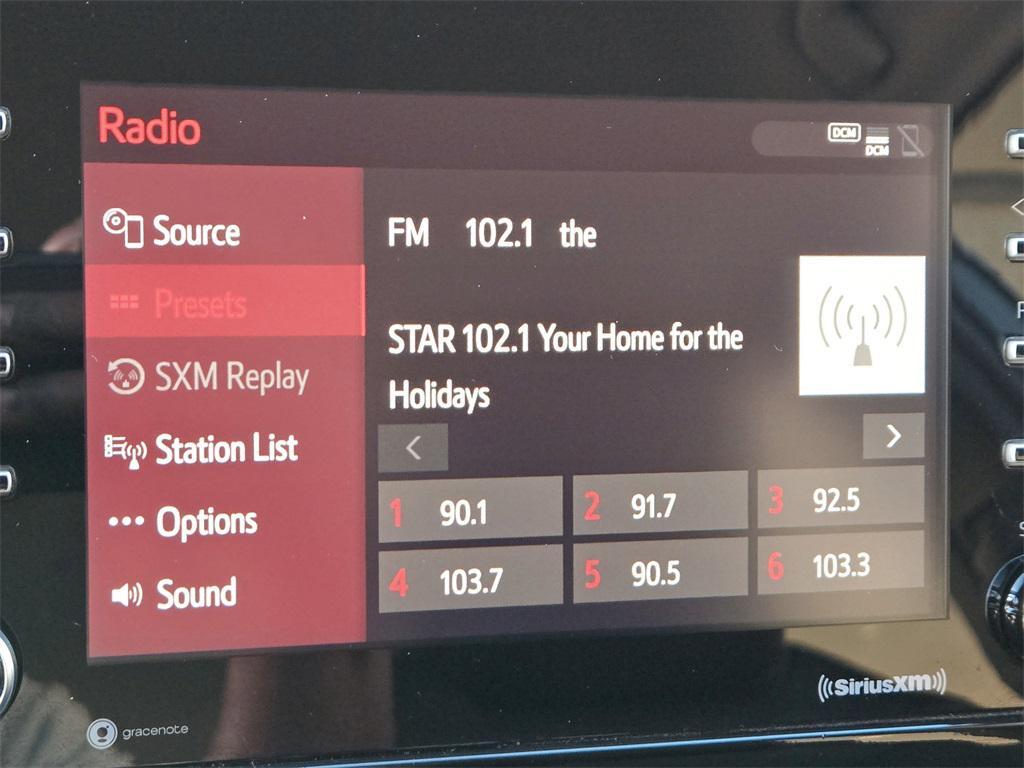 Radio
DCM
DCM
Source
Presets
SXM Replay
Station List
Options
Sound
FM 102.1 the
STAR 102.1 Your Home for the
Holidays
<
>
1 90.1
2 91.7
3 92.5
4 103.7
5 90.5
6 103.3
SiriusXM
gracenote